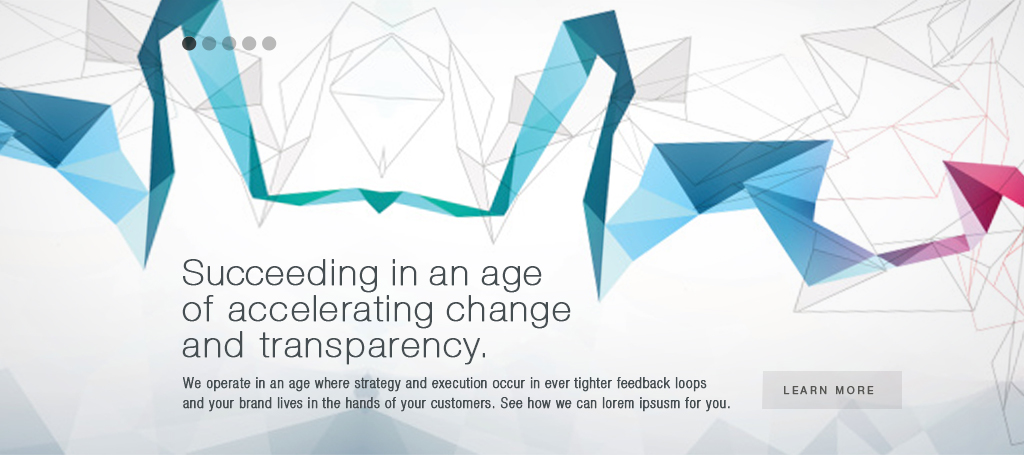 Succeeding in an age
of accelerating change
and transparency.
We operate in an age where strategy and execution occur in ever tighter feedback loops
and your brand lives in the hands of your customers. See how we can lorem ipsusm for you.
LEARN MORE